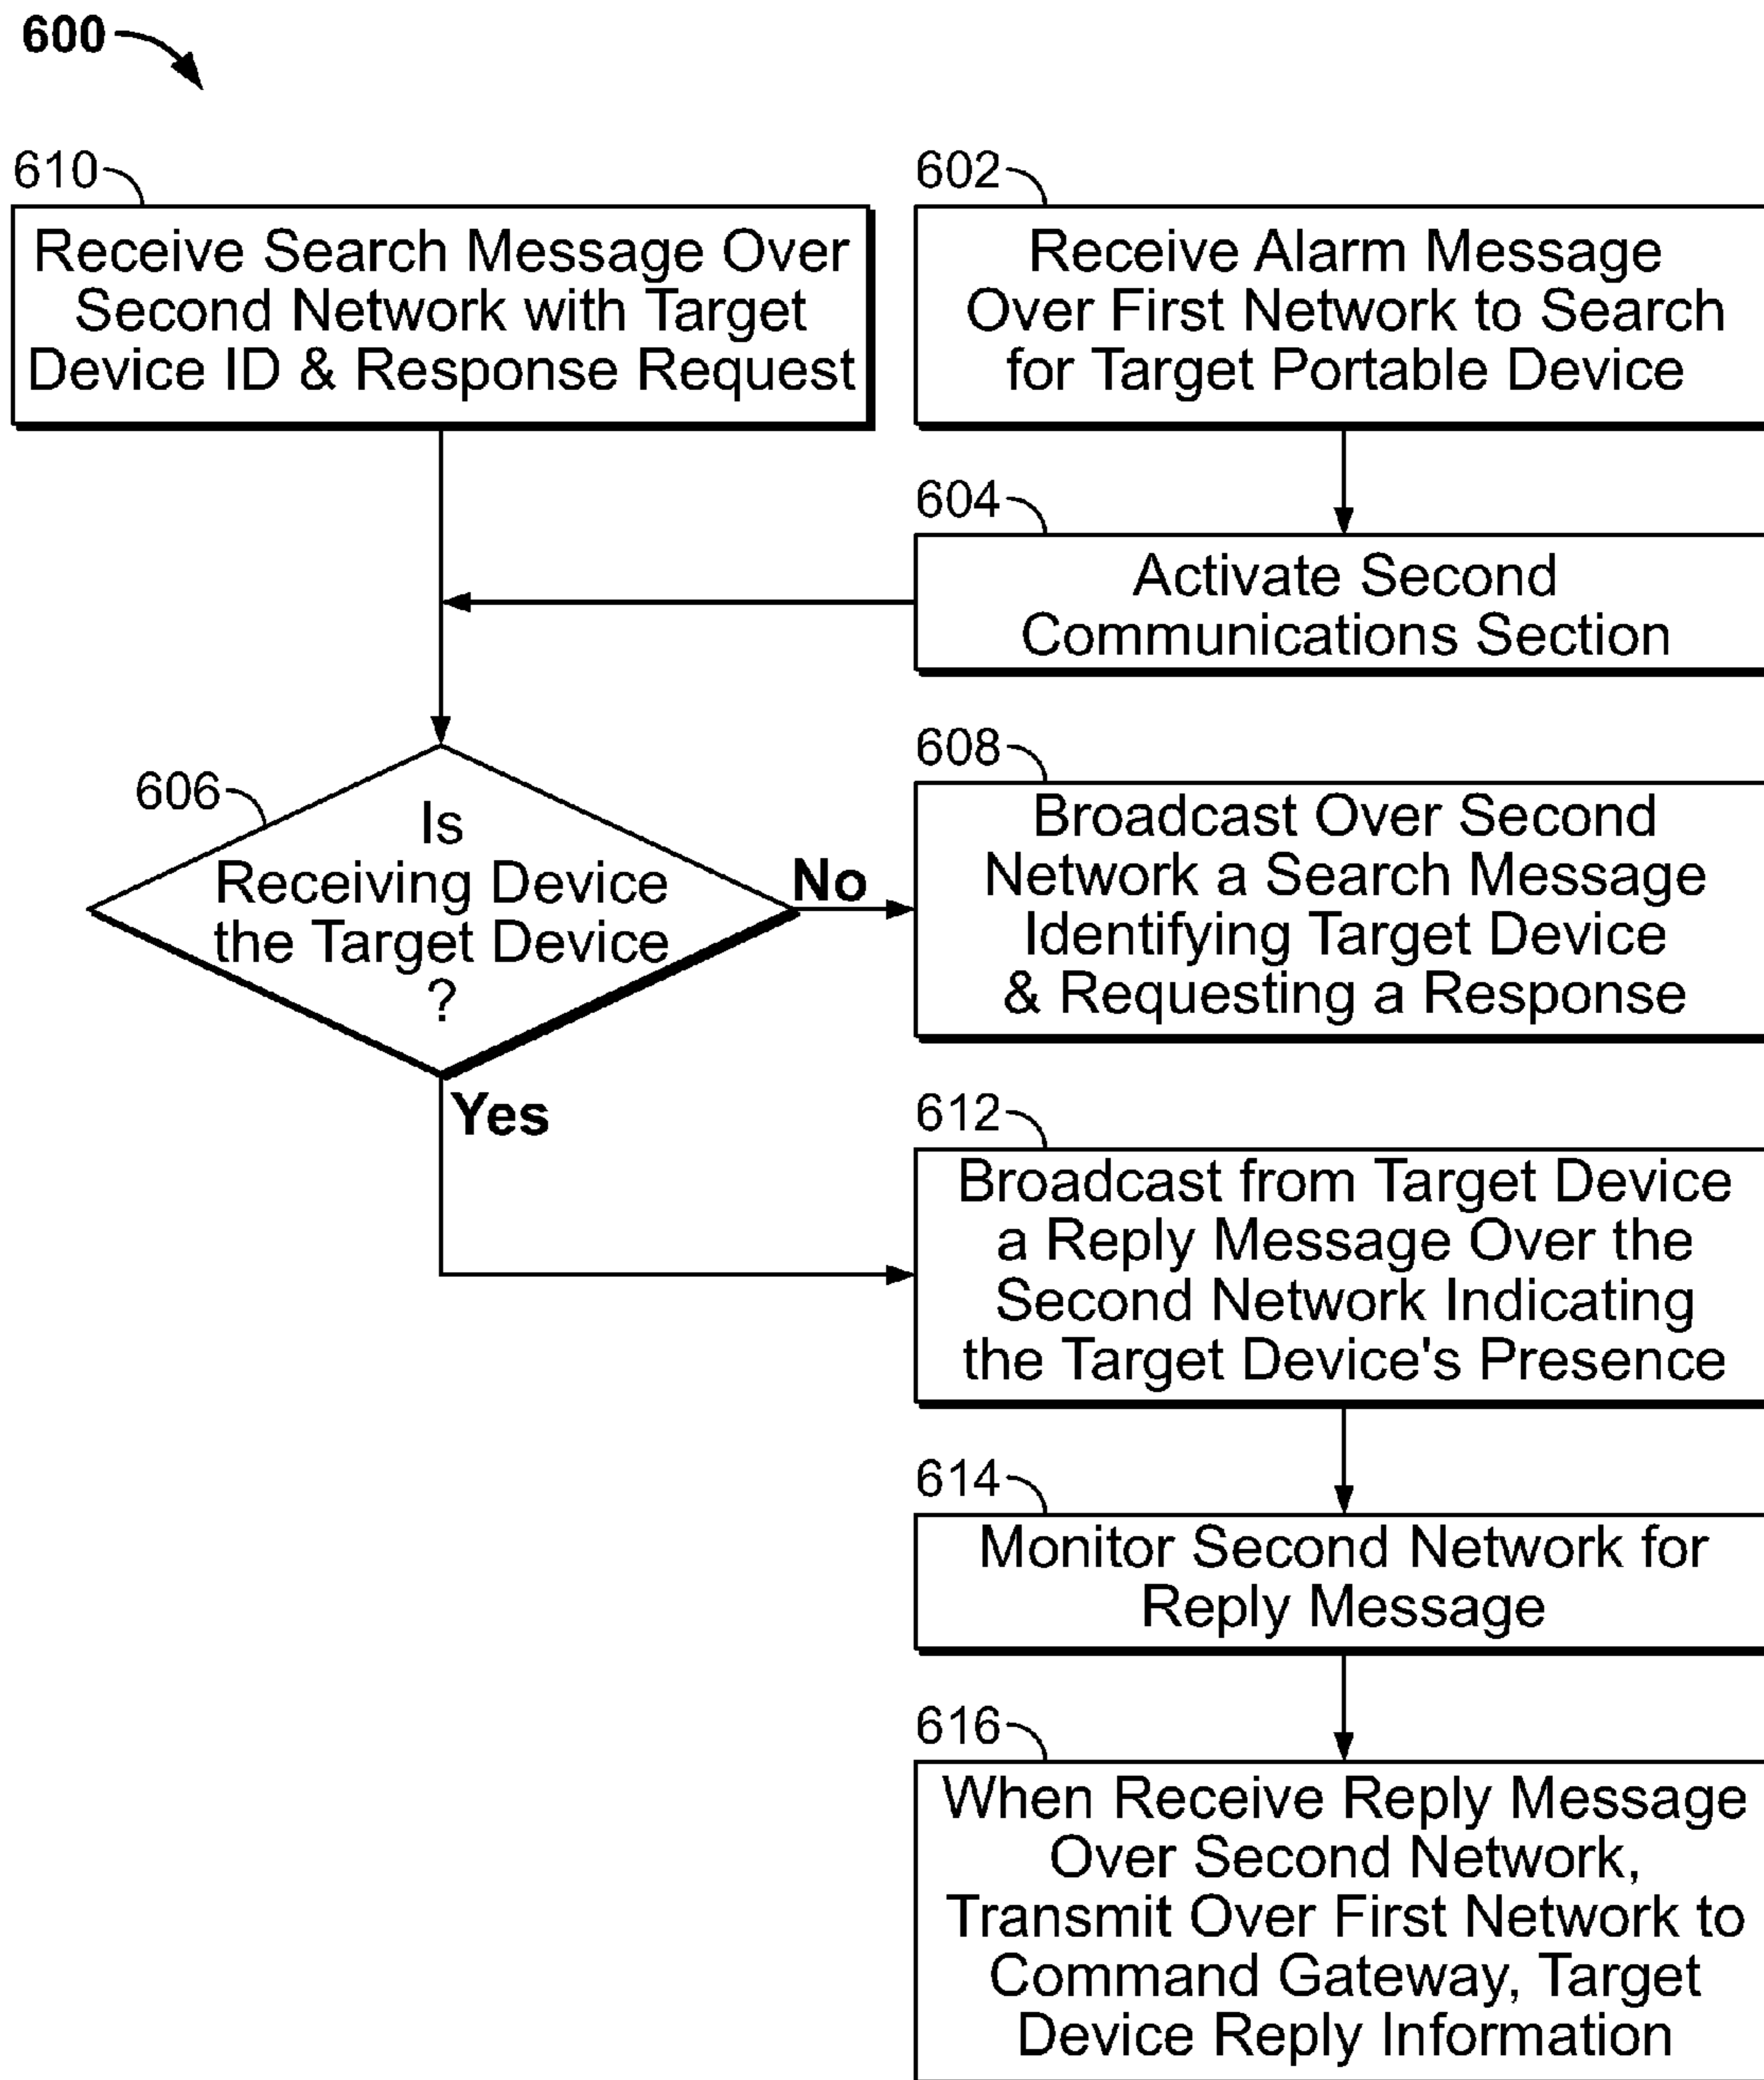 600
610
Receive Search Message Over
Second Network with Target
Device ID & Response Request
602
Receive Alarm Message
Over First Network to Search
for Target Portable Device
604
Activate Second
Communications Section
606
Is
Receiving Device
the Target Device
?
No
Yes
608
Broadcast Over Second
Network a Search Message
Identifying Target Device
& Requesting a Response
612
Broadcast from Target Device
a Reply Message Over the
Second Network Indicating
the Target Device's Presence
614
Monitor Second Network for
Reply Message
616
When Receive Reply Message
Over Second Network,
Transmit Over First Network to
Command Gateway, Target
Device Reply Information